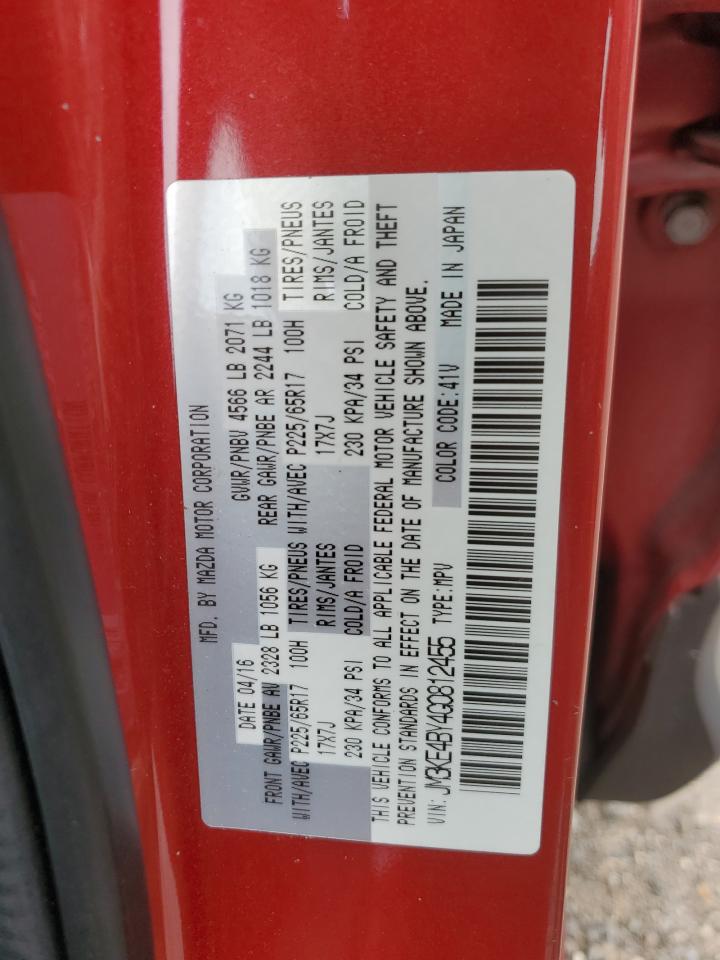 MFD. BY MAZDA MOTOR CORPORATION
DATE 04/16 GVWR/PNBV 4566 LB 2071 KG
FRONT GAWR/PNBE AV 2328 LB 1056 KG REAR GAWR/PNBE AR 2244 LB 1018 KG
WITH/AVEC P225/65R17 100H TIRES/PNEUS WITH/AVEC P225/65R17 100H TIRES/PNEUS
17X7J RIMS/JANTES 17X7J RIMS/JANTES
230 KPA/34 PSI COLD/A FROID 230 KPA/34 PSI COLD/A FROID
THIS VEHICLE CONFORMS TO ALL APPLICABLE FEDERAL MOTOR VEHICLE SAFETY AND THEFT
PREVENTION STANDARDS IN EFFECT ON THE DATE OF MANUFACTURE SHOWN ABOVE.
VIN: JM3KE4BY4G0812455 TYPE:MPV COLOR CODE:41V MADE IN JAPAN